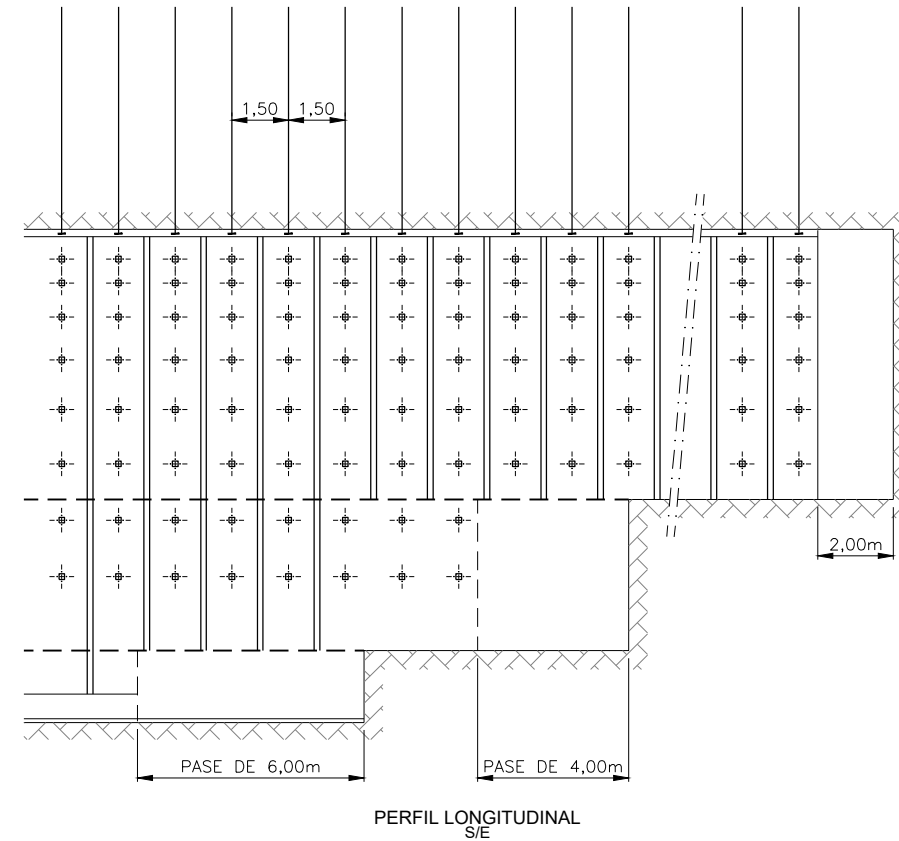 1,50 1,50
2,00m
PASE DE 6,00m PASE DE 4,00m
PERFIL LONGITUDINAL
S/E